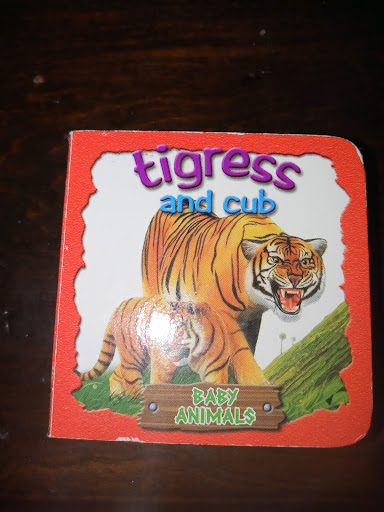 tigress
and cub
BABY
ANIMALS